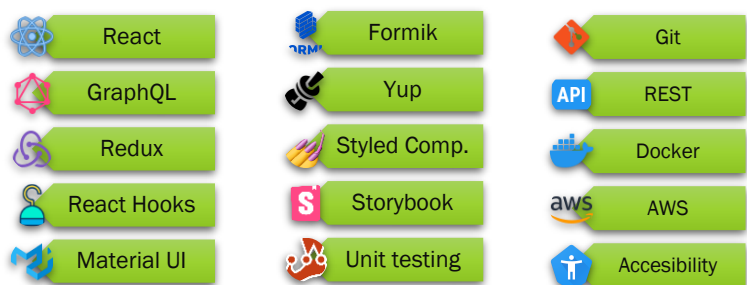 React
GraphQL
Redux
React Hooks
Material UI
ORMI
Formik
Yup
Styled Comp.
S
Storybook
Unit testing
Git
API
REST
Docker
aws
AWS
Accesibility